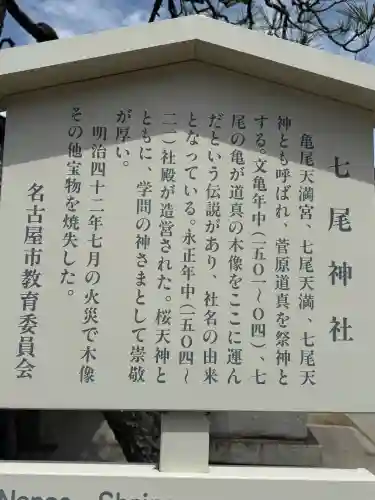 七尾神社
亀尾天満宮、七尾天満、七尾天
神とも呼ばれ、菅原道真を祭神と
する。文亀年中(一五〇一〜〇四)、七
尾の亀が道真の木像をここに運ん
だという伝説があり、社名の由来
となっている。永正年中(一五〇四〜
二一)社殿が造営された。桜天神と
ともに、学問の神さまとして崇敬
が厚い。
明治四十二年七月の火災で木像
その他宝物を焼失した。
名古屋市教育委員会